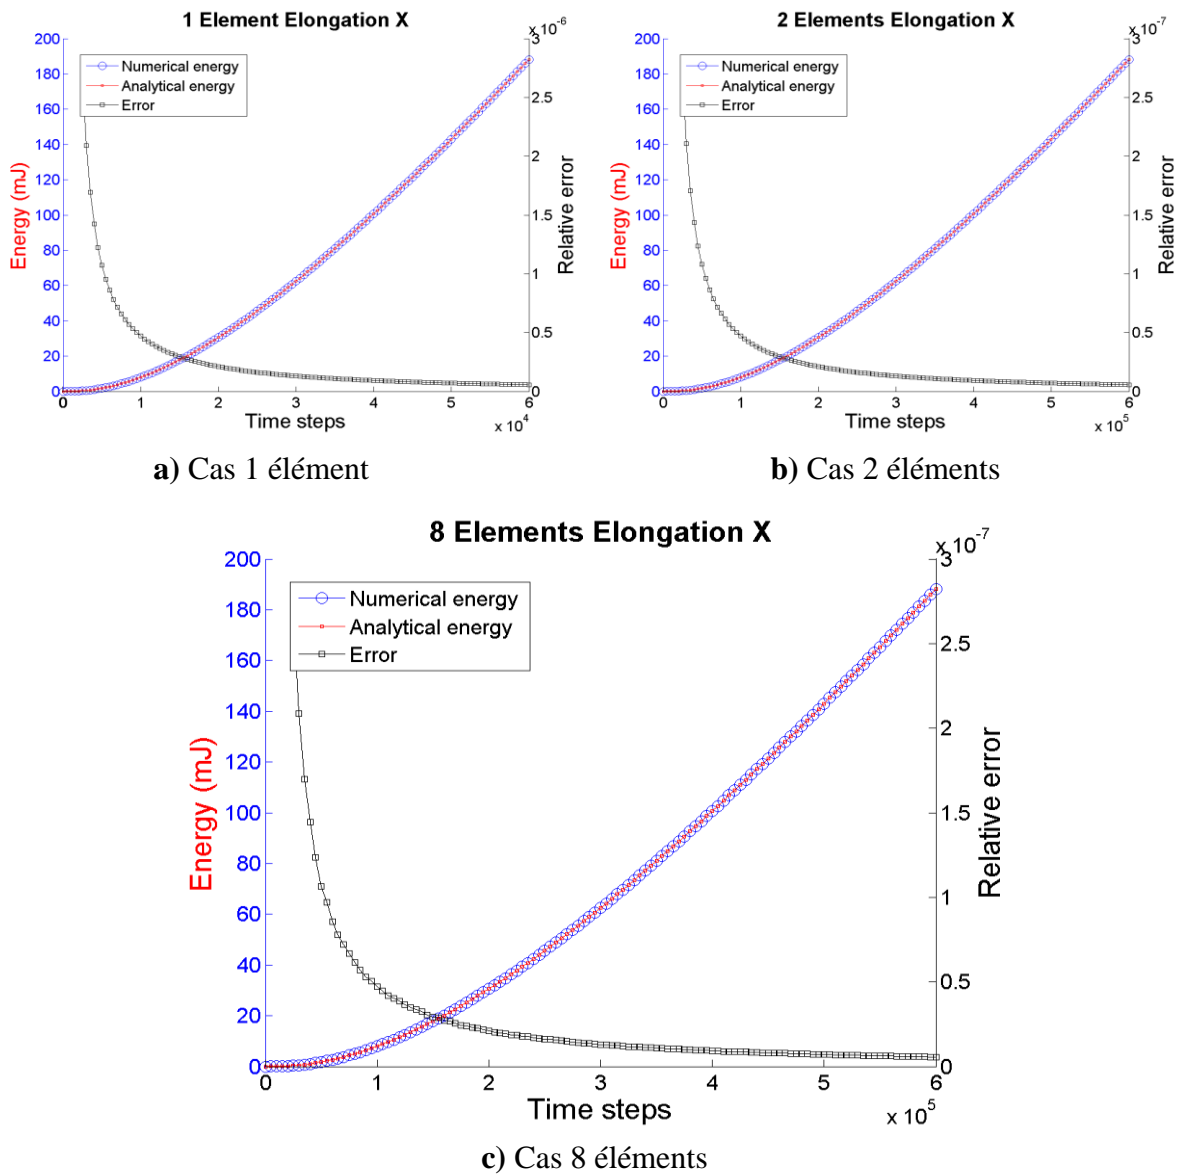 1 Element Elongation X
x 10^-6
200
180
160
140
120
100
80
60
40
20
0
Energy (mJ)
Numerical energy
Analytical energy
Error
3
2.5
2
1.5
1
0.5
0
Relative error
0 1 2 3 4 5 6
Time steps
x 10^4
a) Cas 1 élément
2 Elements Elongation X
x 10^-7
200
180
160
140
120
100
80
60
40
20
0
Energy (mJ)
Numerical energy
Analytical energy
Error
3
2.5
2
1.5
1
0.5
0
Relative error
0 1 2 3 4 5 6
Time steps
x 10^5
b) Cas 2 éléments
8 Elements Elongation X
x 10^-7
200
180
160
140
120
100
80
60
40
20
0
Energy (mJ)
Numerical energy
Analytical energy
Error
3
2.5
2
1.5
1
0.5
0
Relative error
0 1 2 3 4 5 6
Time steps
x 10^5
c) Cas 8 éléments